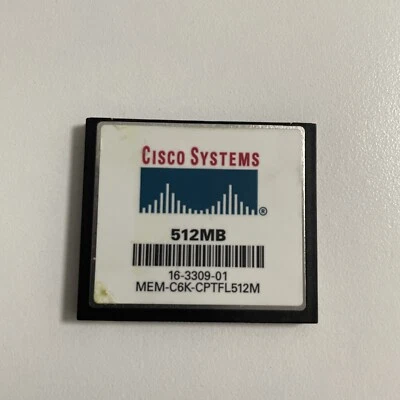 CISCO SYSTEMS
®
512MB
16-3309-01
MEM-C6K-CPTFL512M